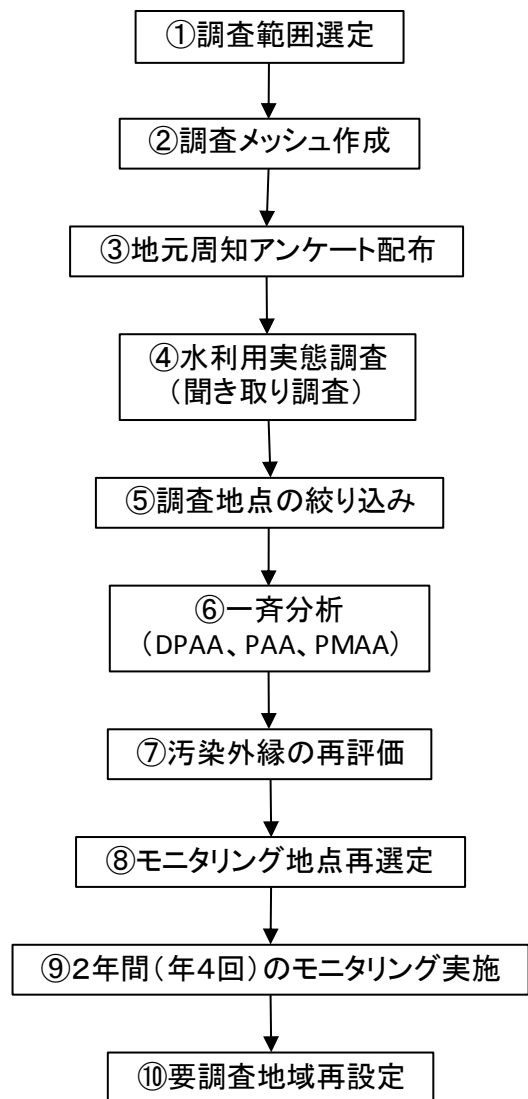 ①調査範囲選定
②調査メッシュ作成
③地元周知アンケート配布
④水利用実態調査
(聞き取り調査)
⑤調査地点の絞り込み
⑥一斉分析
(DPAA、PAA、PMAA)
⑦汚染外縁の再評価
⑧モニタリング地点再選定
⑨2年間(年4回)のモニタリング実施
⑩要調査地域再設定